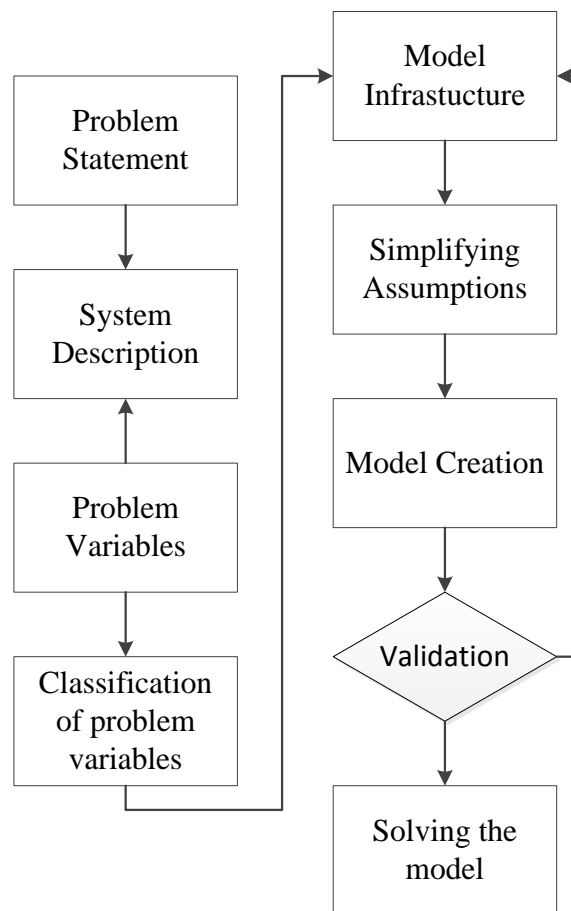 Problem
Statement
System
Description
Problem
Variables
Classification
of problem
variables
Model
Infrastucture
Simplifying
Assumptions
Model Creation
Validation
Solving the
model